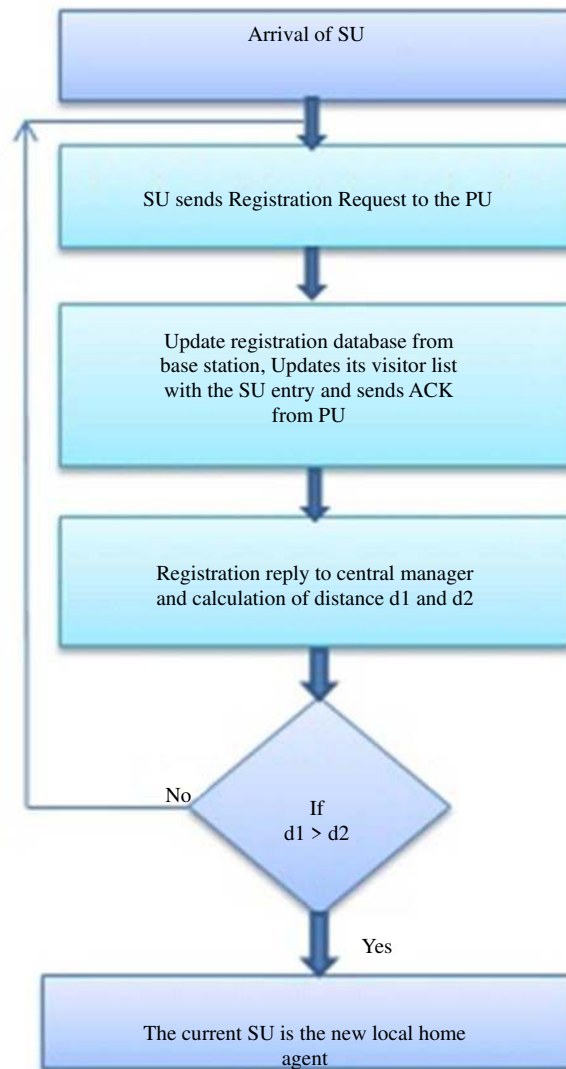 Arrival of SU
SU sends Registration Request to the PU
Update registration database from
base station, Updates its visitor list
with the SU entry and sends ACK
from PU
Registration reply to central manager
and calculation of distance d1 and d2
No
If
d1 > d2
Yes
The current SU is the new local home
agent